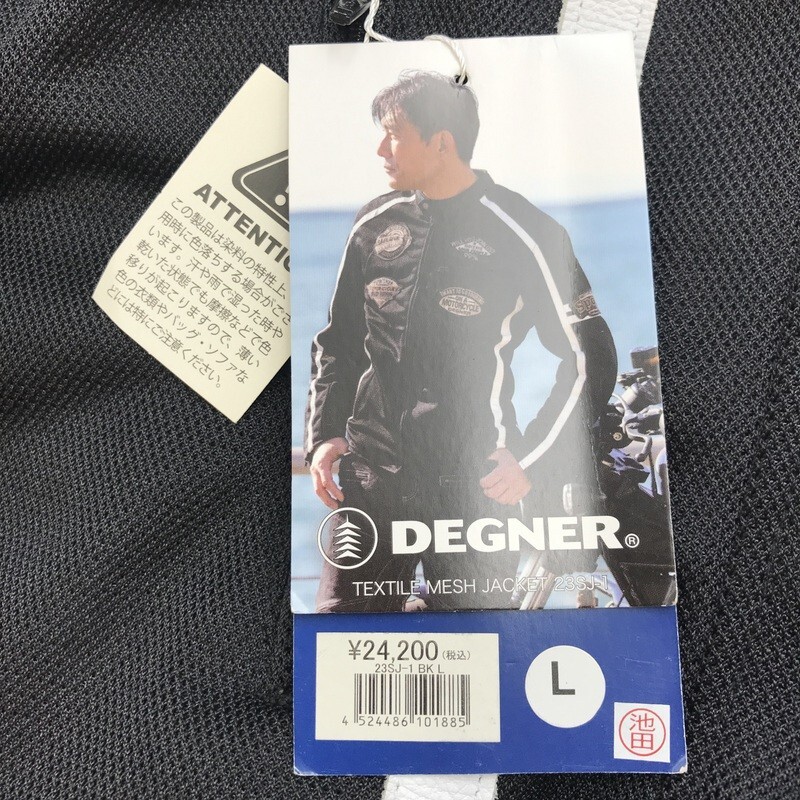 ATTENTIO
この製品は染料の特性上
用時に色落ちする場合がござ
います。汗や雨で湿った時や
乾いた状態でも摩擦などで色
移りが起こりますので、薄い
色の衣類やバッグ・ソファな
どには特にご注意ください。
MOTORCYCLE
DEGNER®
TEXTILE MESH JACKET 23SJ-1
¥24,200(税込)
23SJ-1 BK L
4 524486 101885
L
池田